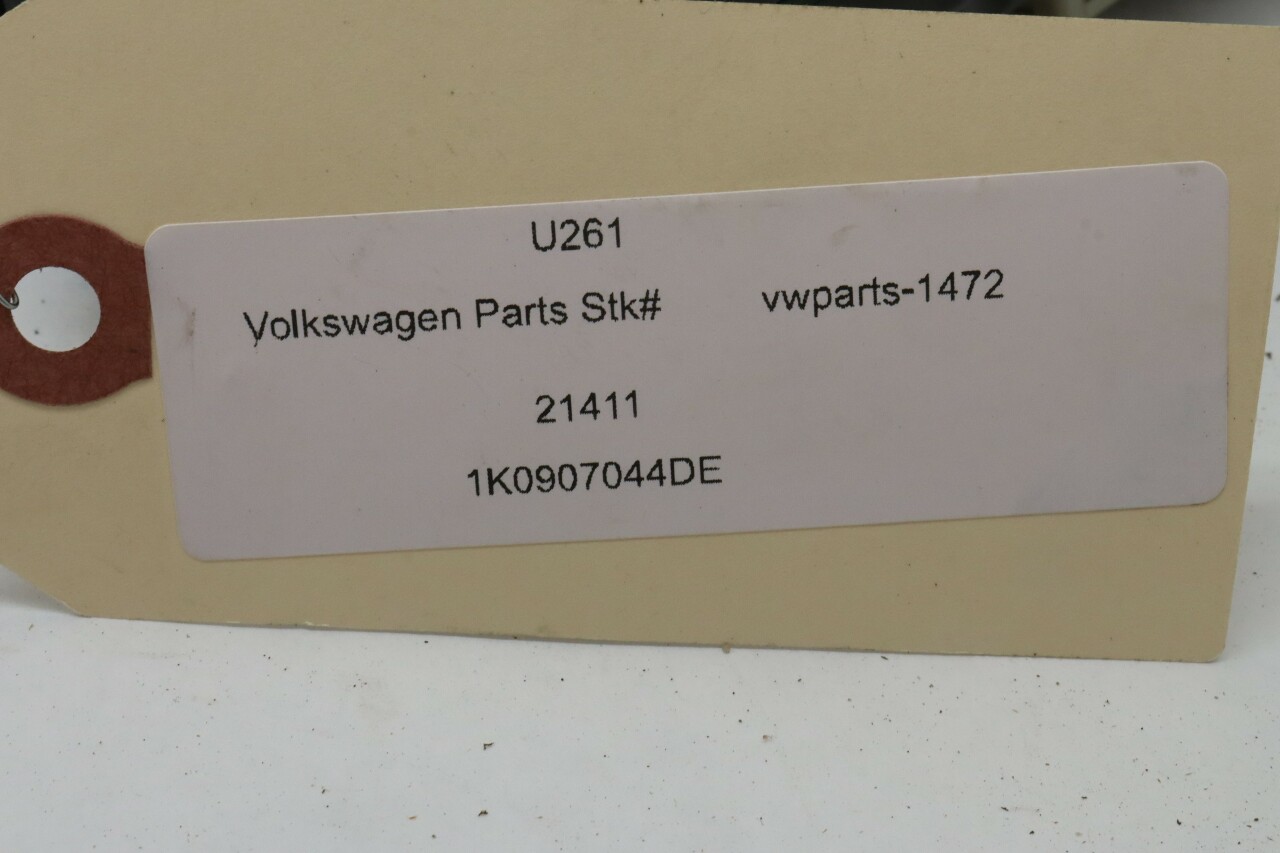 U261
Volkswagen Parts Stk# vwparts-1472
21411
1K0907044DE